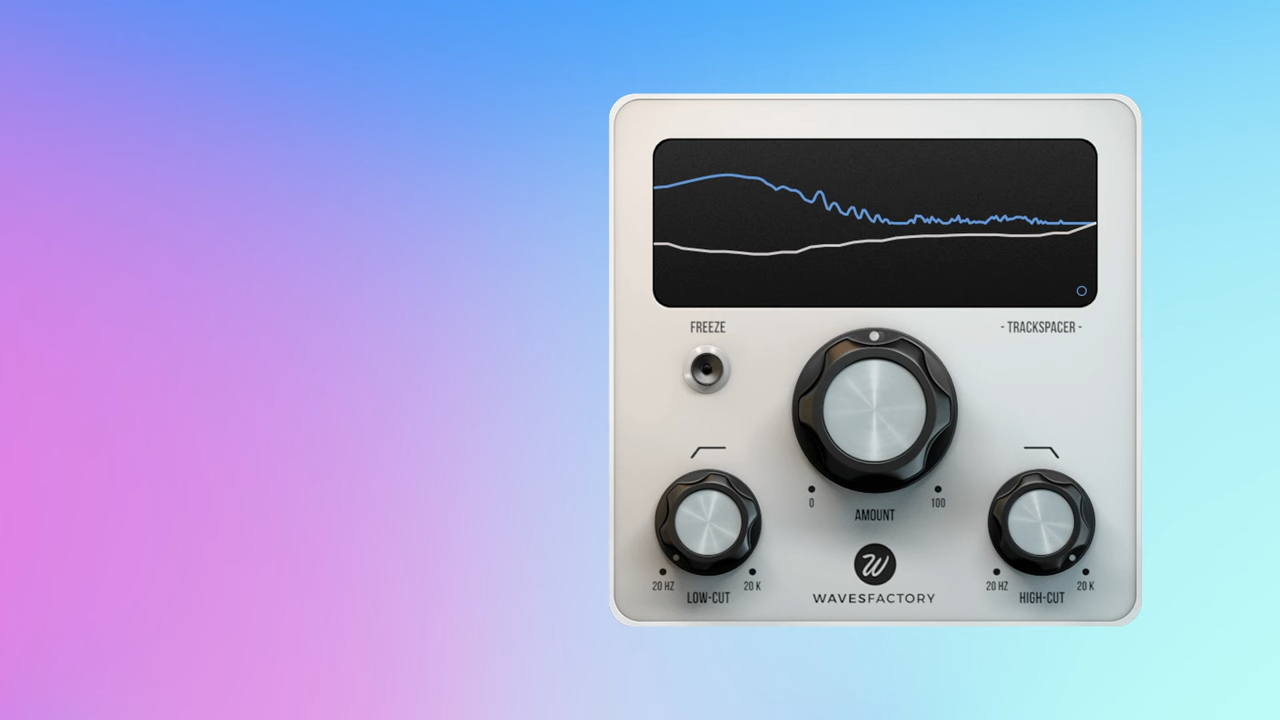 FREEZE
- TRACKSPACER -
0
100
AMOUNT
20 HZ
20 K
LOW-CUT
W
WAVESFACTORY
20 HZ
20 K
HIGH-CUT